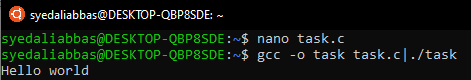 syedaliabbas@DESKTOP-QBP8SDE: ~
syedaliabbas@DESKTOP-QBP8SDE:~$ nano task.c
syedaliabbas@DESKTOP-QBP8SDE:~$ gcc -o task task.c|./task
Hello world